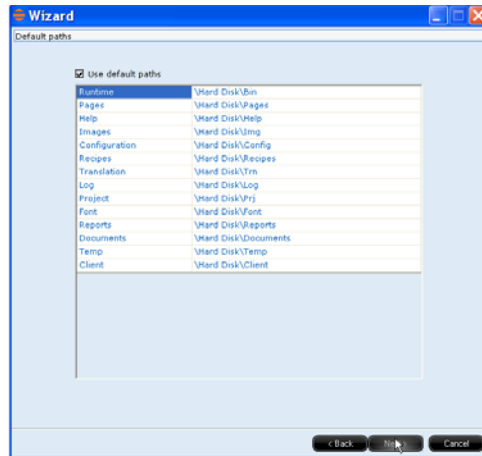 Wizard
Default paths
Use default paths
Runtime \Hard Disk\Bin
Pages \Hard Disk\Pages
Help \Hard Disk\Help
Images \Hard Disk\Img
Configuration \Hard Disk\Config
Recipes \Hard Disk\Recipes
Translation \Hard Disk\Trn
Log \Hard Disk\Log
Project \Hard Disk\Prj
Font \Hard Disk\Font
Reports \Hard Disk\Reports
Documents \Hard Disk\Documents
Temp \Hard Disk\Temp
Client \Hard Disk\Client
< Back Cancel